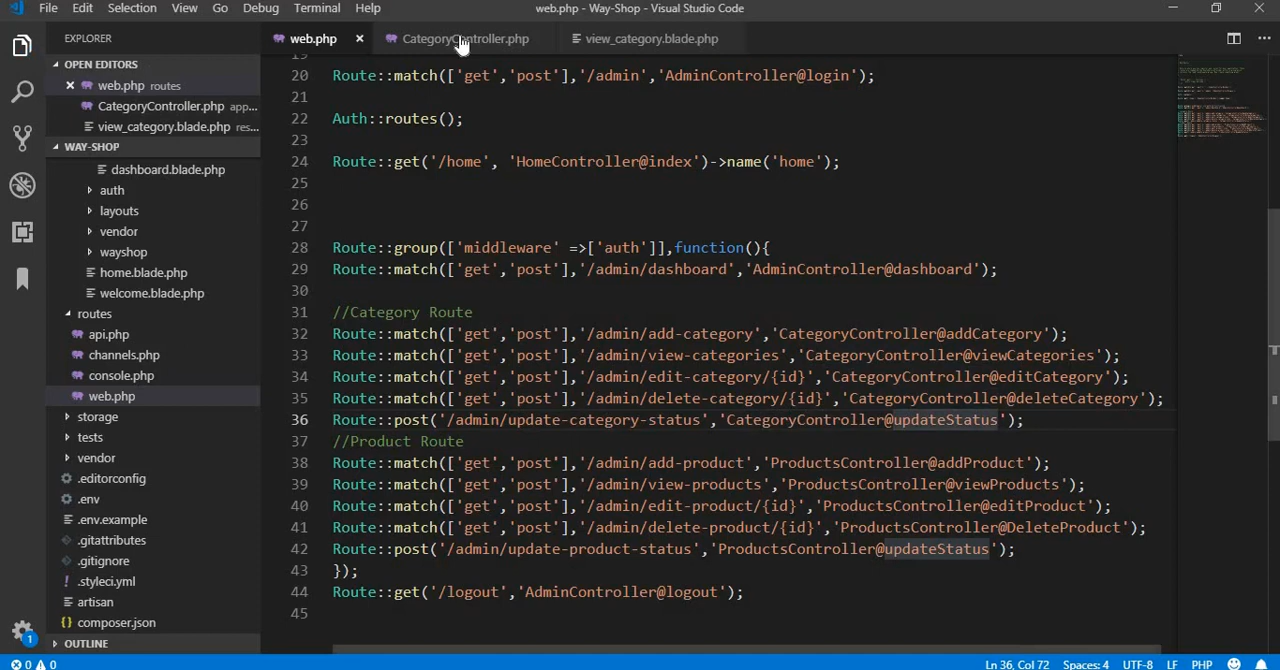 File Edit Selection View Go Debug Terminal Help
web.php - Way-Shop - Visual Studio Code
EXPLORER
web.php
CategoryController.php
view_category.blade.php
OPEN EDITORS
web.php routes
CategoryController.php app...
view_category.blade.php res...
WAY-SHOP
dashboard.blade.php
auth
layouts
vendor
wayshop
home.blade.php
welcome.blade.php
routes
api.php
channels.php
console.php
web.php
storage
tests
vendor
.editorconfig
.env
.env.example
.gitattributes
.gitignore
.styleci.yml
artisan
composer.json
OUTLINE
19
20 Route::match(['get','post'],'/admin','AdminController@login');
21
22 Auth::routes();
23
24 Route::get('/home', 'HomeController@index')->name('home');
25
26
27
28 Route::group(['middleware' =>['auth']],function(){
29 Route::match(['get','post'],'/admin/dashboard','AdminController@dashboard');
30
31 //Category Route
32 Route::match(['get','post'],'/admin/add-category','CategoryController@addCategory');
33 Route::match(['get','post'],'/admin/view-categories','CategoryController@viewCategories');
34 Route::match(['get','post'],'/admin/edit-category/{id}','CategoryController@editCategory');
35 Route::match(['get','post'],'/admin/delete-category/{id}','CategoryController@deleteCategory');
36 Route::post('/admin/update-category-status','CategoryController@updateStatus');
37 //Product Route
38 Route::match(['get','post'],'/admin/add-product','ProductsController@addProduct');
39 Route::match(['get','post'],'/admin/view-products','ProductsController@viewProducts');
40 Route::match(['get','post'],'/admin/edit-product/{id}','ProductsController@editProduct');
41 Route::match(['get','post'],'/admin/delete-product/{id}','ProductsController@DeleteProduct');
42 Route::post('/admin/update-product-status','ProductsController@updateStatus');
43 });
44 Route::get('/logout','AdminController@logout');
45
1
0 0
Ln 36, Col 72 Spaces: 4 UTF-8 LF PHP